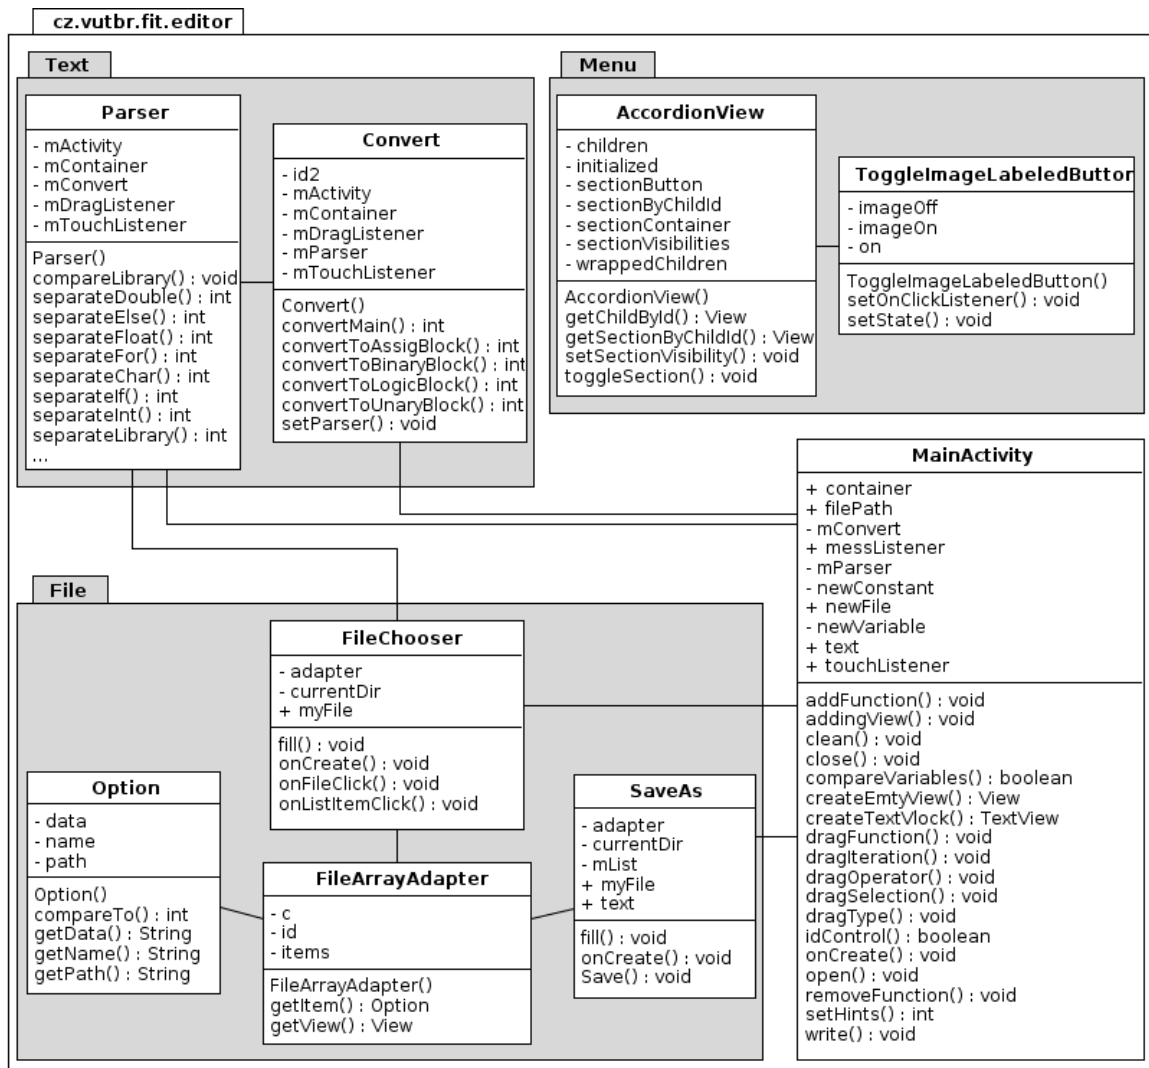 cz.vutbr.fit.editor
Text
Parser
- mActivity
- mContainer
- mConvert
- mDragListener
- mTouchListener
Parser()
compareLibrary() : void
separateDouble() : int
separateElse() : int
separateFloat() : int
separateFor() : int
separateChar() : int
separateIf() : int
separateInt() : int
separateLibrary() : int
...
Convert
- id2
- mActivity
- mContainer
- mDragListener
- mParser
- mTouchListener
Convert()
convertMain() : int
convertToAssigBlock() : int
convertToBinaryBlock() : int
convertToLogicBlock() : int
convertToUnaryBlock() : int
setParser() : void
Menu
AccordionView
- children
- initialized
- sectionButton
- sectionByChildId
- sectionContainer
- sectionVisibilities
- wrappedChildren
AccordionView()
getChildById() : View
getSectionByChildId() : View
setSectionVisibility() : void
toggleSection() : void
ToggleImageLabeledButton
- imageOff
- imageOn
- on
ToggleImageLabeledButton()
setOnClickListener() : void
setState() : void
MainActivity
+ container
+ filePath
- mConvert
+ messListener
- mParser
- newConstant
+ newFile
- newVariable
+ text
+ touchListener
addFunction() : void
addingView() : void
clean() : void
close() : void
compareVariables() : boolean
createEmtyView() : View
createTextVlock() : TextView
dragFunction() : void
dragIteration() : void
dragOperator() : void
dragSelection() : void
dragType() : void
idControl() : boolean
onCreate() : void
open() : void
removeFunction() : void
setHints() : int
write() : void
File
FileChooser
- adapter
- currentDir
+ myFile
fill() : void
onCreate() : void
onFileClick() : void
onListItemClick() : void
Option
- data
- name
- path
Option()
compareTo() : int
getData() : String
getName() : String
getPath() : String
FileArrayAdapter
- c
- id
- items
FileArrayAdapter()
getItem() : Option
getView() : View
SaveAs
- adapter
- currentDir
- mList
+ myFile
+ text
fill() : void
onCreate() : void
Save() : void